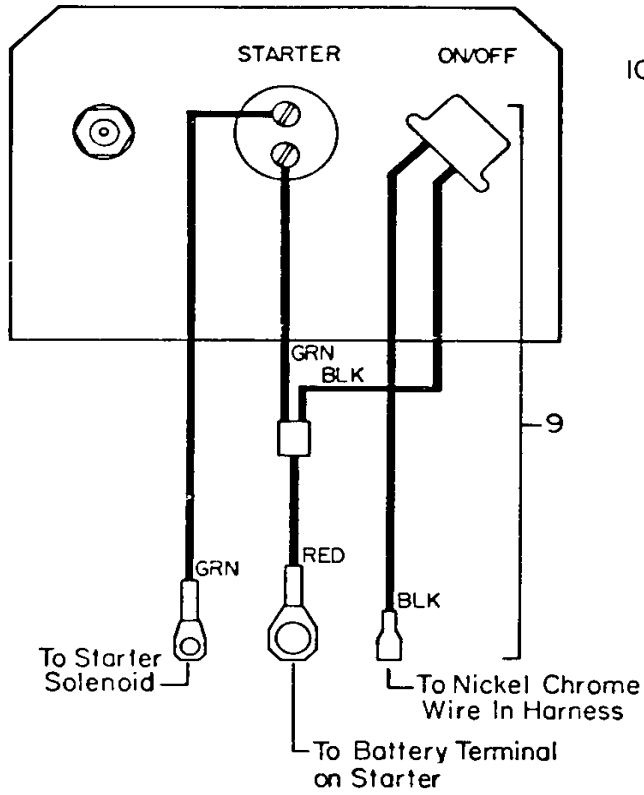 STARTER
ON/OFF
10
GRN
BLK
9
GRN
RED
BLK
To Starter
Solenoid
To Nickel Chrome
Wire In Harness
To Battery Terminal
on Starter